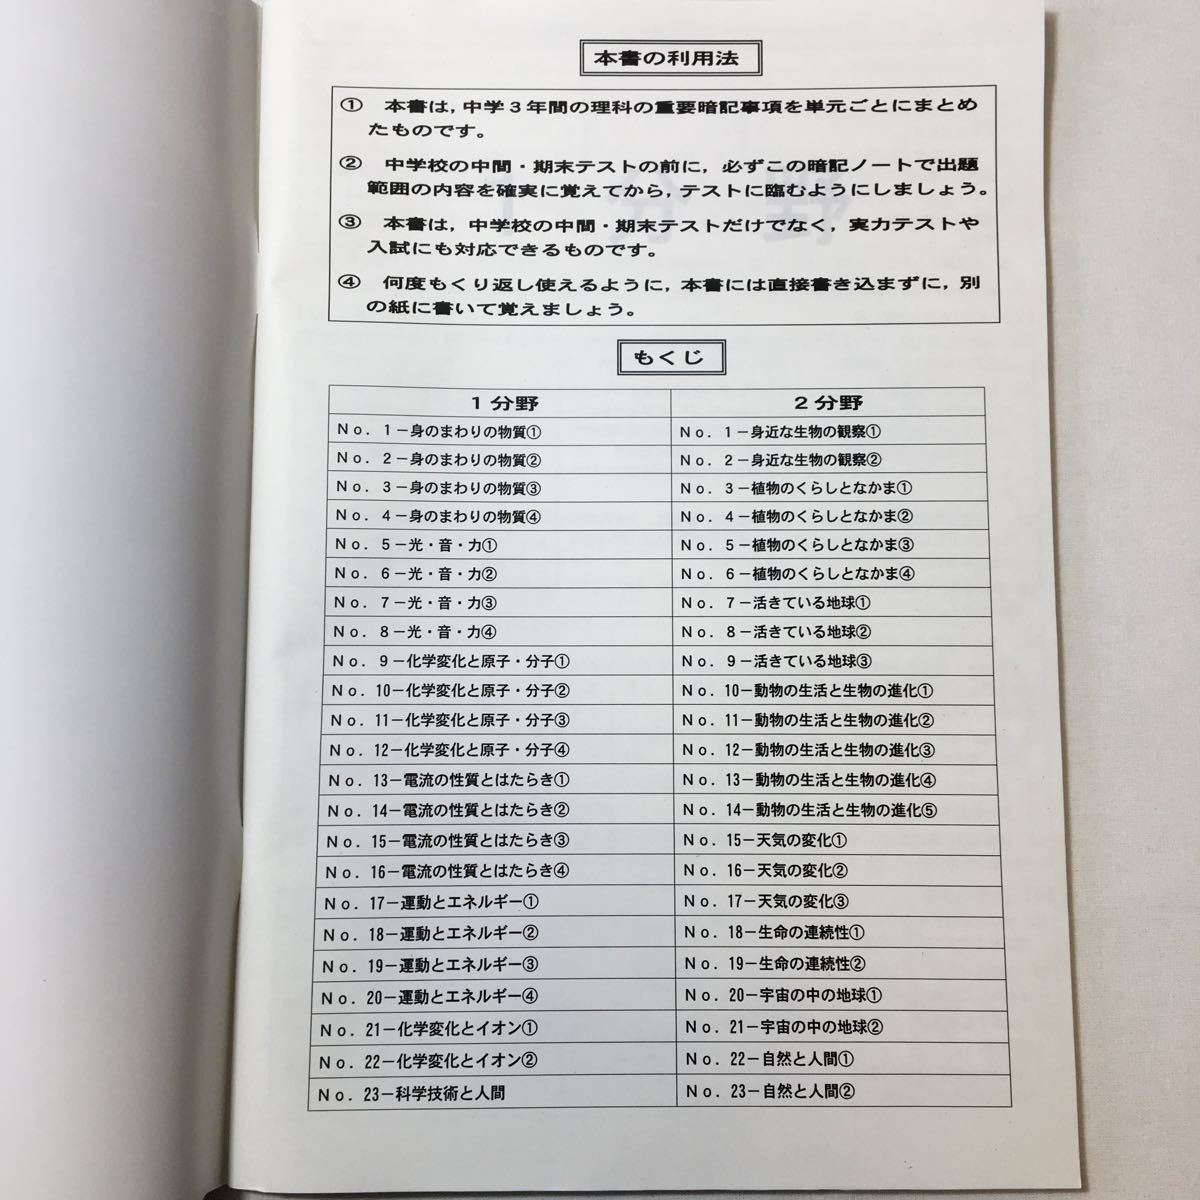 本書の利用法
① 本書は，中学３年間の理科の重要暗記事項を単元ごとにまとめ
たものです。
② 中学校の中間・期末テストの前に，必ずこの暗記ノートで出題
範囲の内容を確実に覚えてから，テストに臨むようにしましょう。
③ 本書は，中学校の中間・期末テストだけでなく，実力テストや
入試にも対応できるものです。
④ 何度もくり返し使えるように，本書には直接書き込まずに，別
の紙に書いて覚えましょう。
もくじ
１分野 ２分野
Ｎｏ．１－身のまわりの物質① Ｎｏ．１－身近な生物の観察①
Ｎｏ．２－身のまわりの物質② Ｎｏ．２－身近な生物の観察②
Ｎｏ．３－身のまわりの物質③ Ｎｏ．３－植物のくらしとなかま①
Ｎｏ．４－身のまわりの物質④ Ｎｏ．４－植物のくらしとなかま②
Ｎｏ．５－光・音・力① Ｎｏ．５－植物のくらしとなかま③
Ｎｏ．６－光・音・力② Ｎｏ．６－植物のくらしとなかま④
Ｎｏ．７－光・音・力③ Ｎｏ．７－活きている地球①
Ｎｏ．８－光・音・力④ Ｎｏ．８－活きている地球②
Ｎｏ．９－化学変化と原子・分子① Ｎｏ．９－活きている地球③
Ｎｏ．10－化学変化と原子・分子② Ｎｏ．10－動物の生活と生物の進化①
Ｎｏ．11－化学変化と原子・分子③ Ｎｏ．11－動物の生活と生物の進化②
Ｎｏ．12－化学変化と原子・分子④ Ｎｏ．12－動物の生活と生物の進化③
Ｎｏ．13－電流の性質とはたらき① Ｎｏ．13－動物の生活と生物の進化④
Ｎｏ．14－電流の性質とはたらき② Ｎｏ．14－動物の生活と生物の進化⑤
Ｎｏ．15－電流の性質とはたらき③ Ｎｏ．15－天気の変化①
Ｎｏ．16－電流の性質とはたらき④ Ｎｏ．16－天気の変化②
Ｎｏ．17－運動とエネルギー① Ｎｏ．17－天気の変化③
Ｎｏ．18－運動とエネルギー② Ｎｏ．18－生命の連続性①
Ｎｏ．19－運動とエネルギー③ Ｎｏ．19－生命の連続性②
Ｎｏ．20－運動とエネルギー④ Ｎｏ．20－宇宙の中の地球①
Ｎｏ．21－化学変化とイオン① Ｎｏ．21－宇宙の中の地球②
Ｎｏ．22－化学変化とイオン② Ｎｏ．22－自然と人間①
Ｎｏ．23－科学技術と人間 Ｎｏ．23－自然と人間②